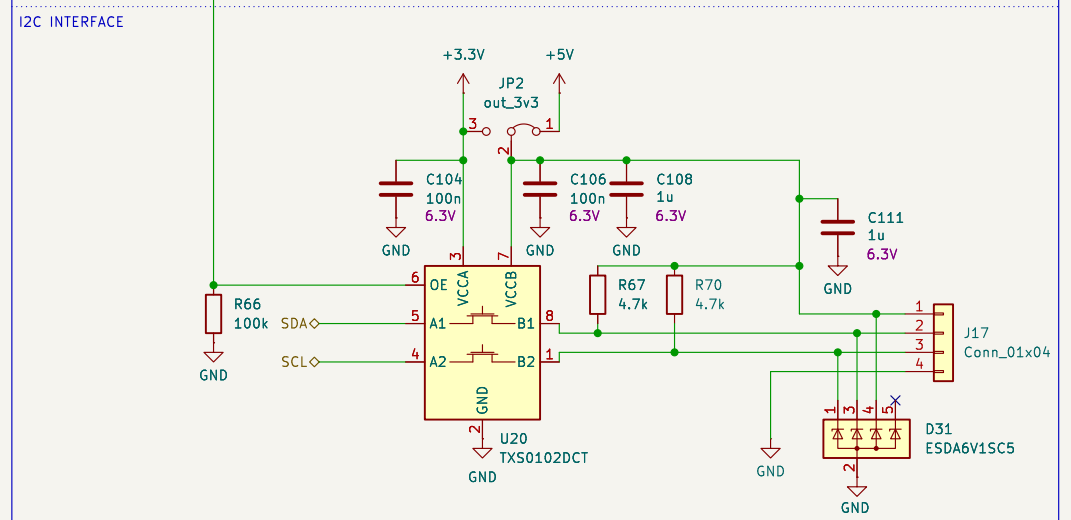 I2C INTERFACE
+3.3V
+5V
JP2
out_3v3
3
1
2
C104
100n
6.3V
GND
C106
100n
6.3V
GND
C108
1u
6.3V
GND
C111
1u
6.3V
GND
3
7
VCCA
VCCB
6
OE
R66
100k
GND
SDA
5
A1
B1
8
SCL
4
A2
B2
1
GND
2
U20
TXS0102DCT
GND
R67
4.7k
R70
4.7k
1
2
3
4
J17
Conn_01x04
GND
1
3
4
5
D31
ESDA6V1SC5
2
GND